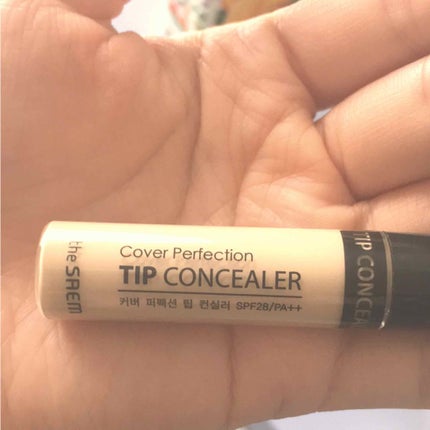 the SAEM
Cover Perfection
TIP CONCEALER
커버 퍼펙션 팁 컨실러 SPF28/PA++
TIP CONCEA